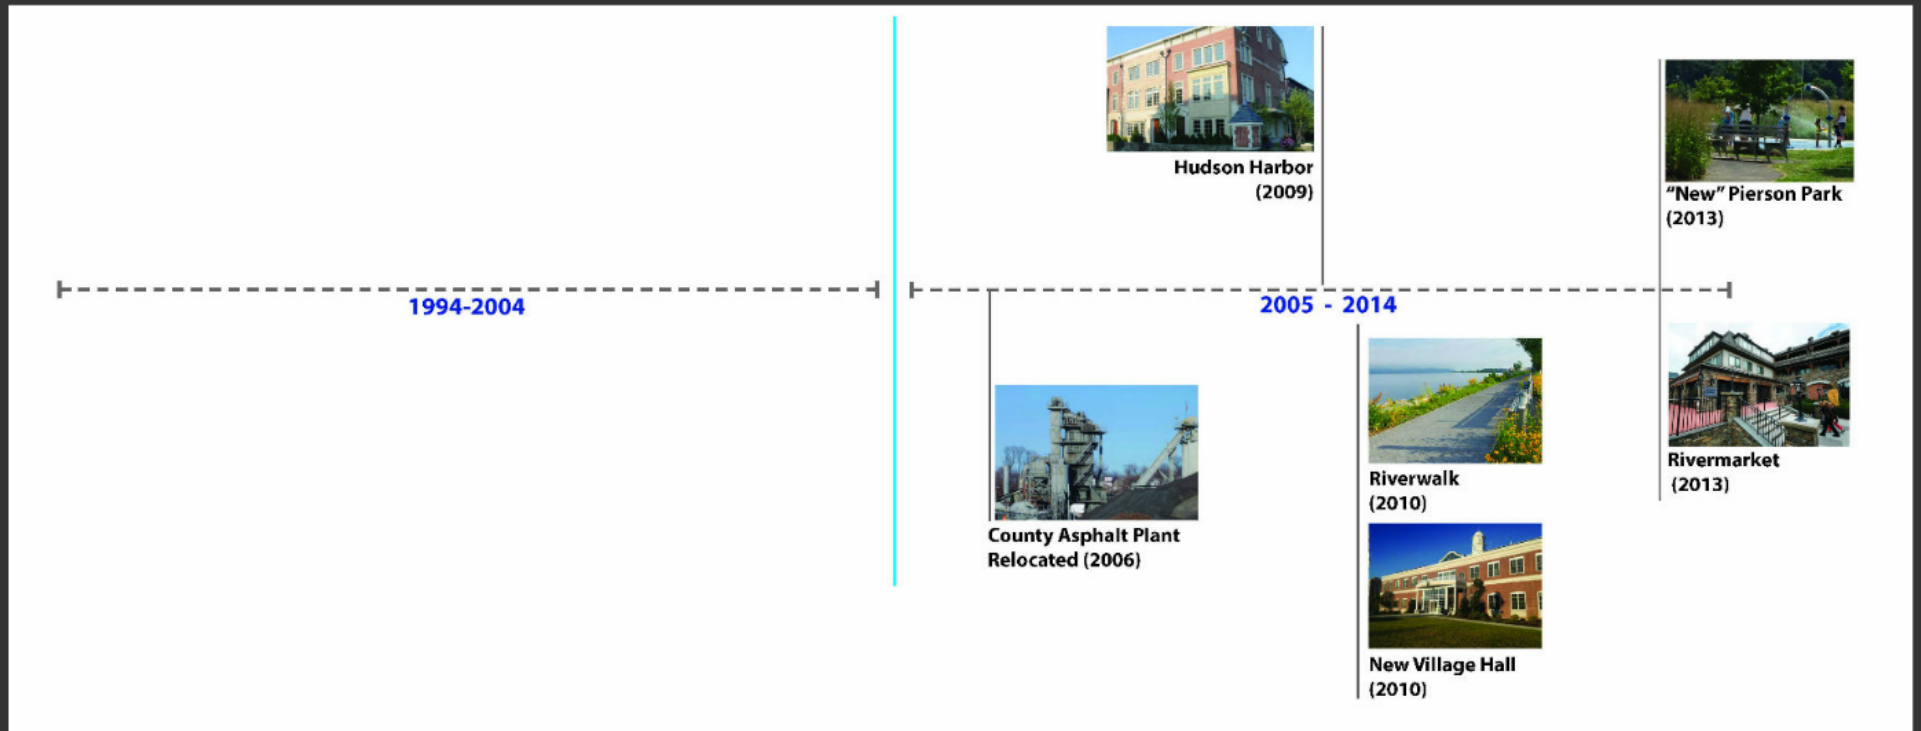 Hudson Harbor
(2009)
“New” Pierson Park
(2013)
1994-2004
2005 - 2014
County Asphalt Plant
Relocated (2006)
Riverwalk
(2010)
New Village Hall
(2010)
Rivermarket
(2013)